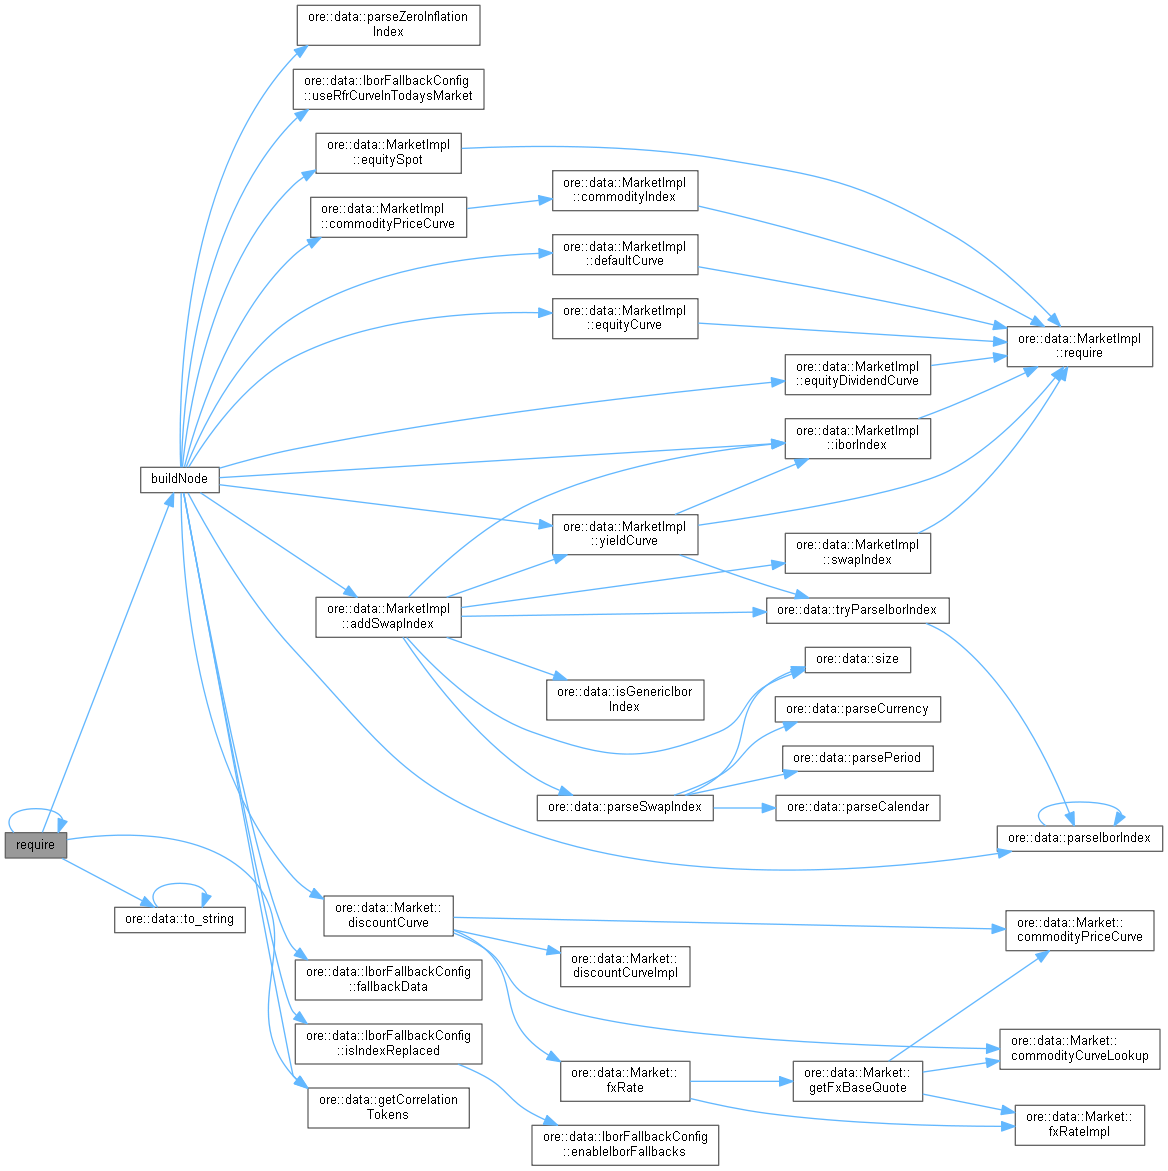 ore::data::parseZeroInflation
Index
ore::data::IborFallbackConfig
::useRfrCurveInTodaysMarket
ore::data::MarketImpl
::equitySpot
ore::data::MarketImpl
::commodityIndex
ore::data::MarketImpl
::commodityPriceCurve
ore::data::MarketImpl
::defaultCurve
ore::data::MarketImpl
::equityCurve
ore::data::MarketImpl
::require
ore::data::MarketImpl
::equityDividendCurve
ore::data::MarketImpl
::iborIndex
buildNode
ore::data::MarketImpl
::yieldCurve
ore::data::MarketImpl
::swapIndex
ore::data::MarketImpl
::addSwapIndex
ore::data::tryParseIborIndex
ore::data::size
ore::data::isGenericIbor
Index
ore::data::parseCurrency
ore::data::parsePeriod
ore::data::parseSwapIndex
ore::data::parseCalendar
require
ore::data::parseIborIndex
ore::data::to_string
ore::data::Market::
discountCurve
ore::data::Market::
commodityPriceCurve
ore::data::Market::
discountCurveImpl
ore::data::IborFallbackConfig
::fallbackData
ore::data::IborFallbackConfig
::isIndexReplaced
ore::data::Market::
commodityCurveLookup
ore::data::Market::
fxRate
ore::data::Market::
getFxBaseQuote
ore::data::getCorrelation
Tokens
ore::data::Market::
fxRateImpl
ore::data::IborFallbackConfig
::enableIborFallbacks